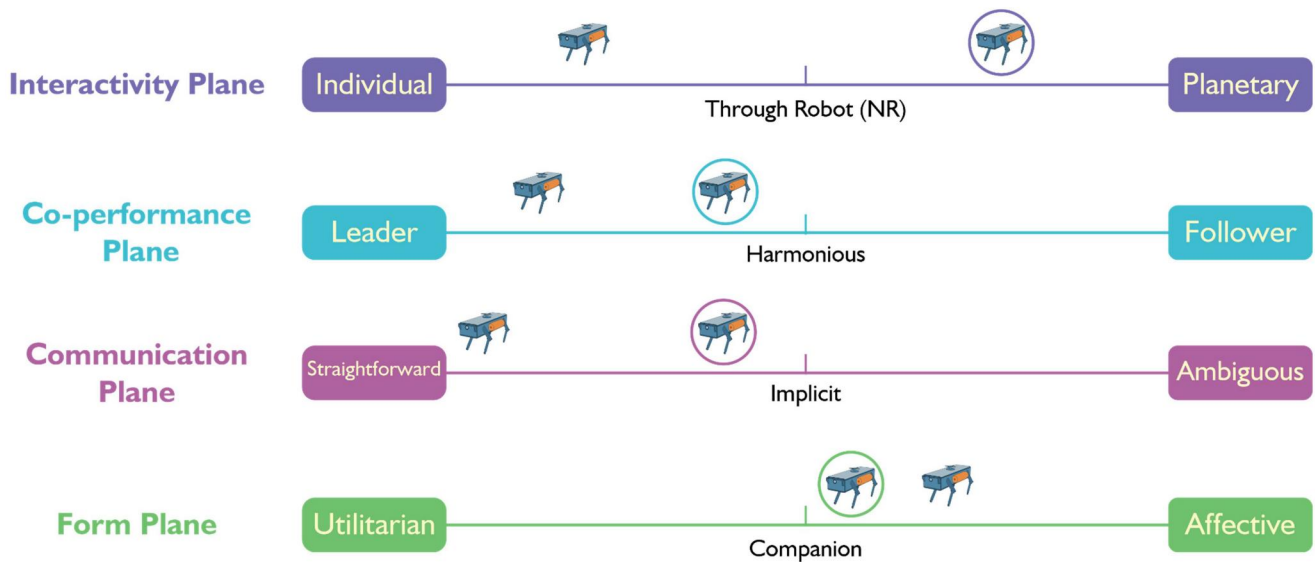 Interactivity Plane
Individual
Through Robot (NR)
Planetary
Co-performance
Plane
Leader
Harmonious
Follower
Communication
Plane
Straightforward
Implicit
Ambiguous
Form Plane
Utilitarian
Companion
Affective